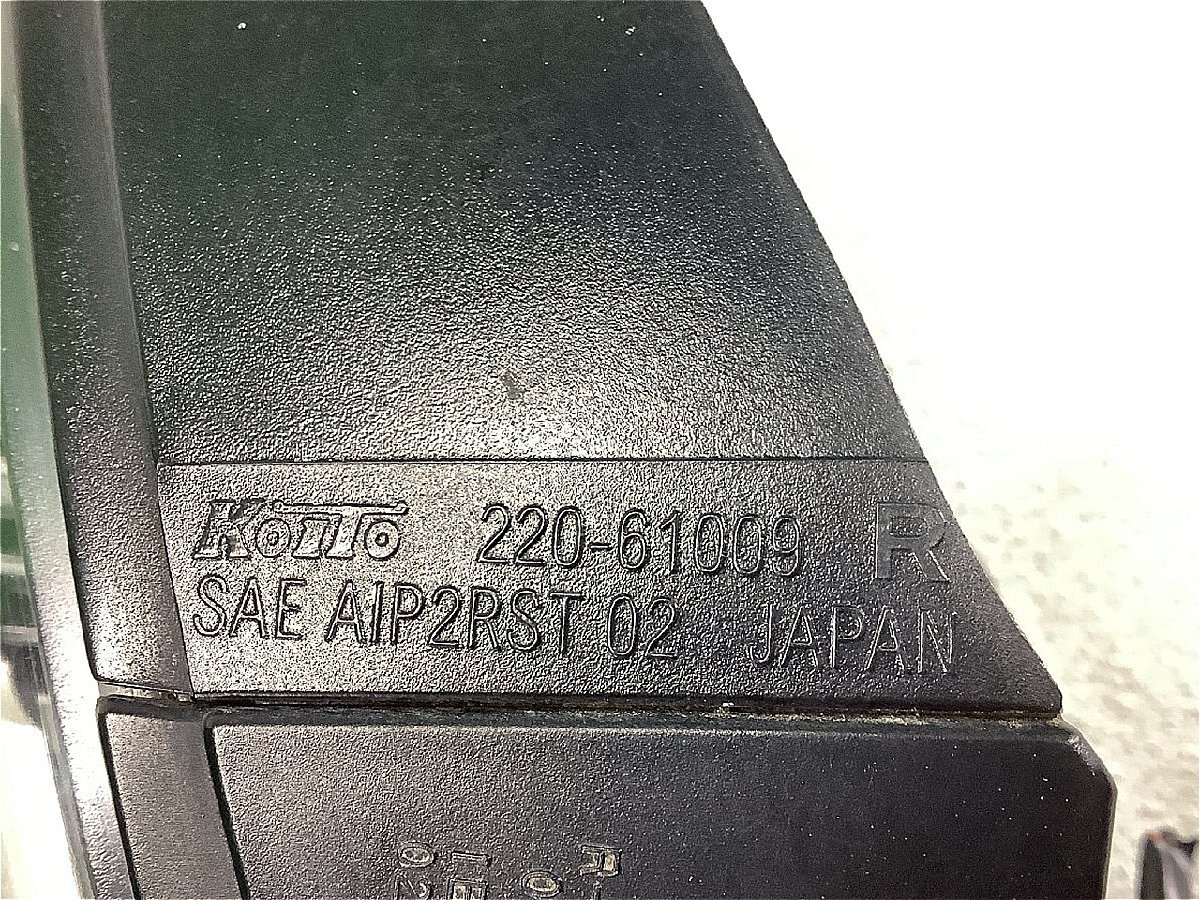 KoiTo 220-61009 R
SAE AIP2RST 02 JAPAN